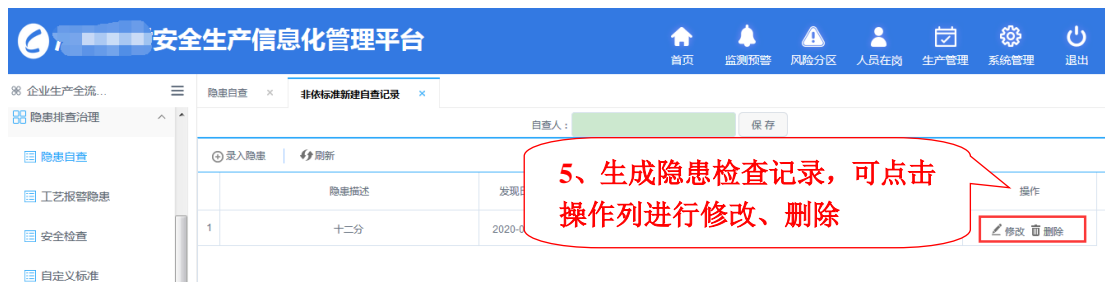 安全生产信息化管理平台
首页 监测预警 风险分区 人员在岗 生产管理 系统管理 退出
企业生产全流...
隐患自查 × 非依标准新建自查记录 ×
隐患排查治理
自查人： 保存
隐患自查
录入隐患 刷新
5、生成隐患检查记录，可点击
操作列进行修改、删除
隐患描述 发现日 操作
工艺报警隐患
1 十二分 2020-0 修改 删除
安全检查
自定义标准